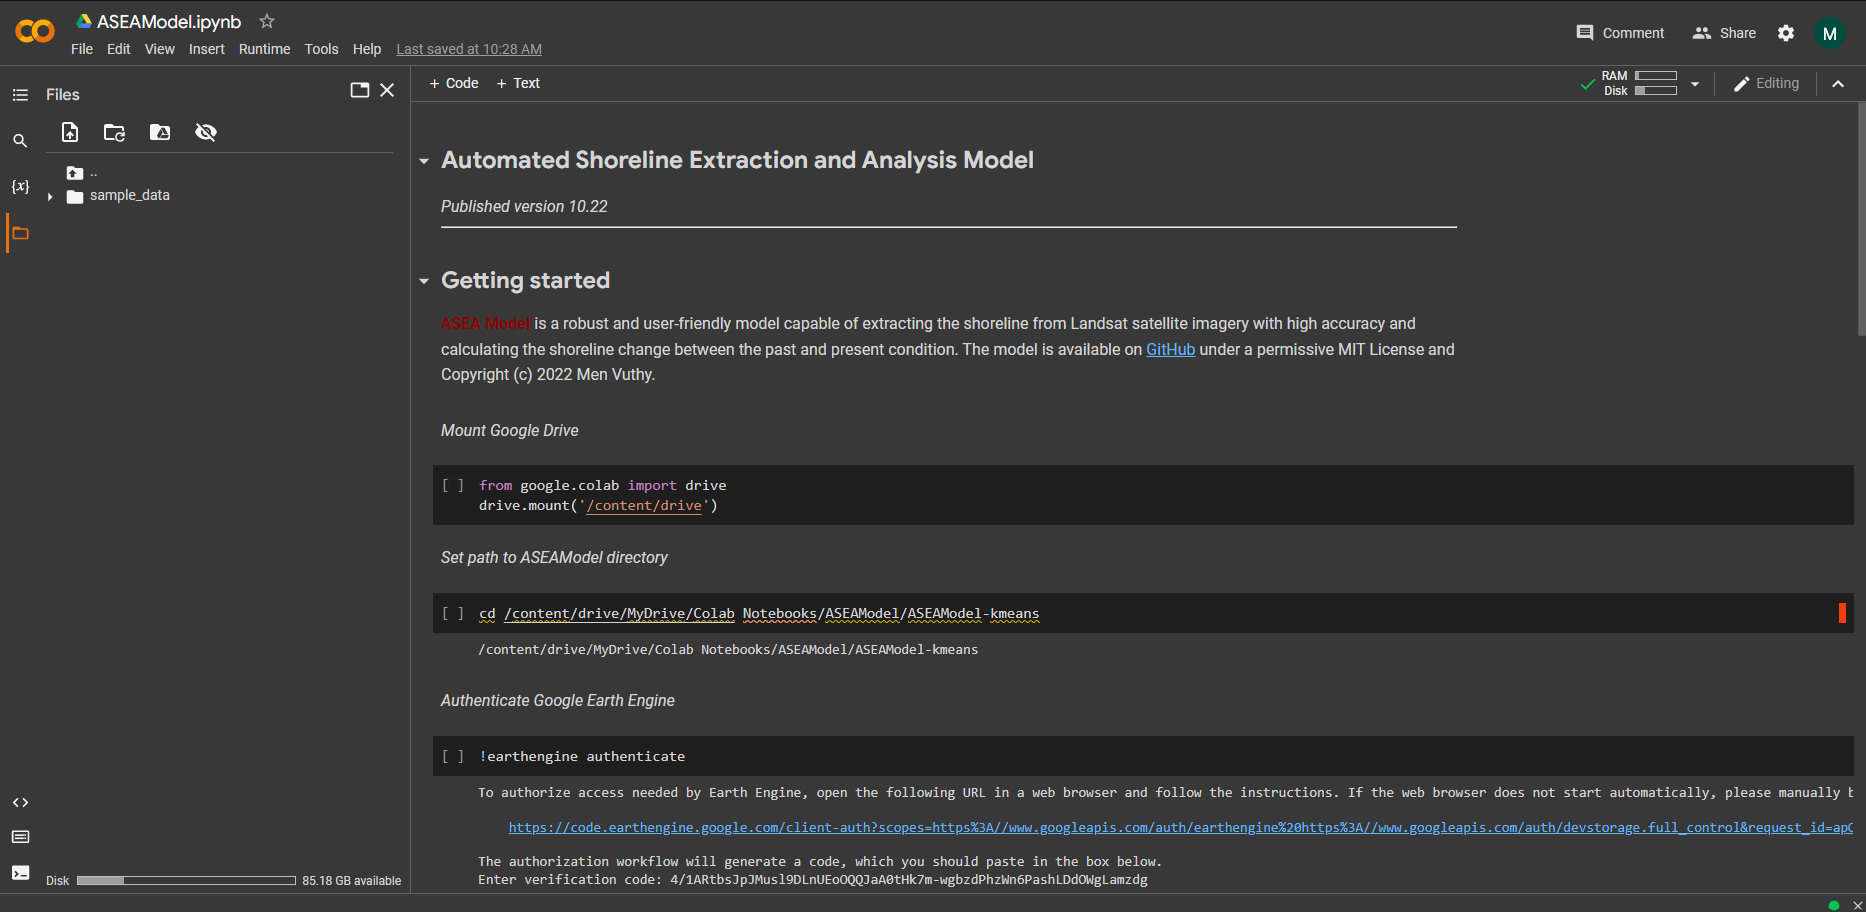 ASEAModel.ipynb
File Edit View Insert Runtime Tools Help Last saved at 10:28 AM
Comment Share M
Files
+ Code + Text
RAM
Disk
Editing
..
{x}
sample_data
Automated Shoreline Extraction and Analysis Model
Published version 10.22
Getting started
ASEA Model is a robust and user-friendly model capable of extracting the shoreline from Landsat satellite imagery with high accuracy and
calculating the shoreline change between the past and present condition. The model is available on GitHub under a permissive MIT License and
Copyright (c) 2022 Men Vuthy.
Mount Google Drive
[ ] from google.colab import drive
drive.mount('/content/drive')
Set path to ASEAModel directory
[ ] cd /content/drive/MyDrive/Colab Notebooks/ASEAModel/ASEAModel-kmeans
/content/drive/MyDrive/Colab Notebooks/ASEAModel/ASEAModel-kmeans
Authenticate Google Earth Engine
[ ] !earthengine authenticate
To authorize access needed by Earth Engine, open the following URL in a web browser and follow the instructions. If the web browser does not start automatically, please manually b
https://code.earthengine.google.com/client-auth?scopes=https%3A//www.googleapis.com/auth/earthengine%20https%3A//www.googleapis.com/auth/devstorage.full_control&request_id=ap
The authorization workflow will generate a code, which you should paste in the box below.
Enter verification code: 4/1ARtbsJpJMusl9DLnUEoOQQJaA0tHk7m-wgbzdPhzWn6PashLDdOWgLamzdg
Disk 85.18 GB available